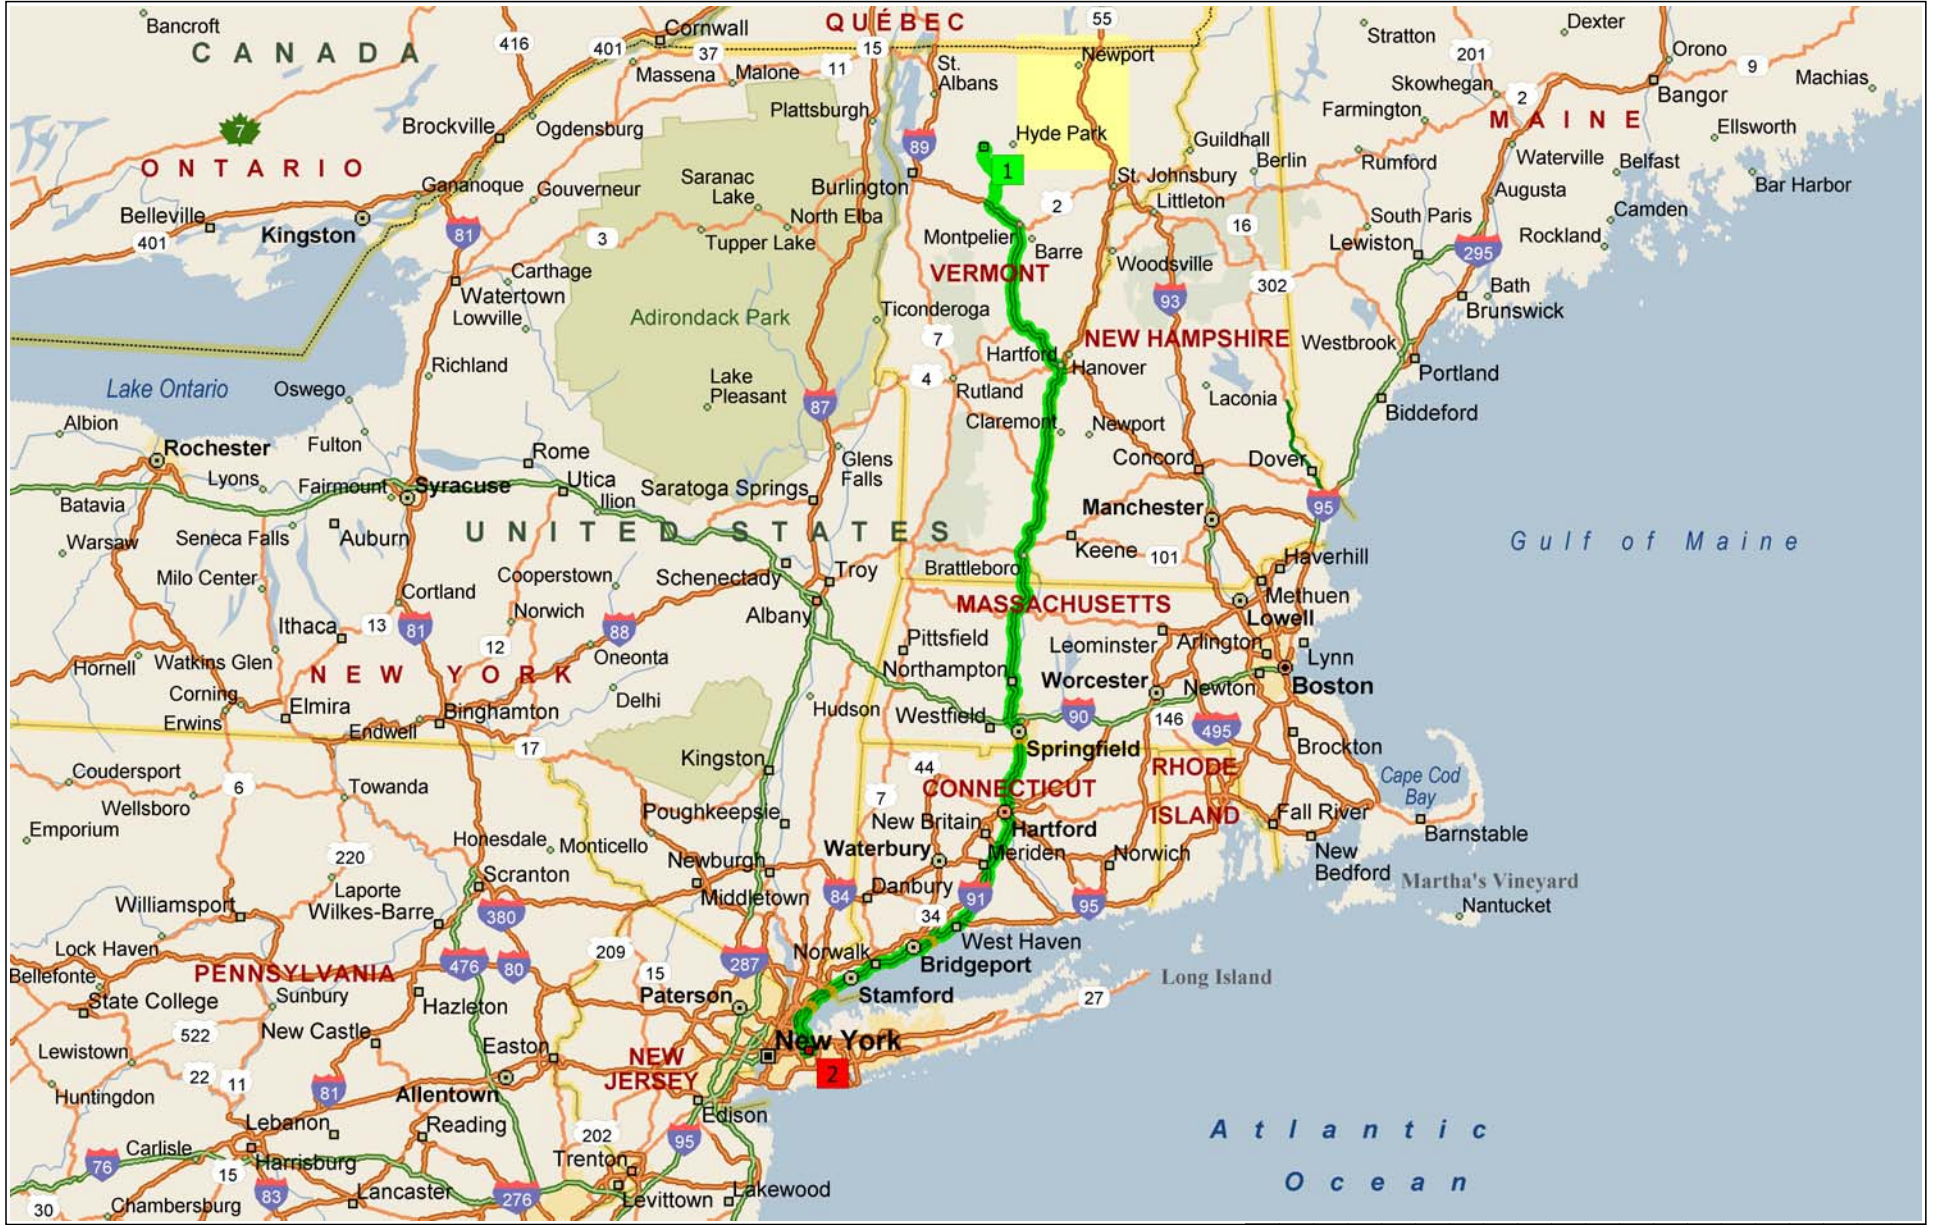 Bancroft
CANADA
416
401
Cornwall
37
QUÉBEC
15
55
Stratton
Dexter
201
Orono
9
Machias
Massena
Malone
11
St.
Albans
Newport
Skowhegan
2
Bangor
7
Brockville
Ogdensburg
Plattsburgh
89
Hyde Park
Guildhall
Farmington
MAINE
Ellsworth
ONTARIO
Gananoque
Gouverneur
Saranac
Lake
Burlington
1
St. Johnsbury
Berlin
Rumford
Waterville
Belfast
Bar Harbor
Belleville
401
Kingston
81
3
North Elba
Tupper Lake
2
Littleton
16
South Paris
Augusta
Camden
Montpelier
Barre
Woodsville
Lewiston
295
Rockland
Carthage
Watertown
Lowville
VERMONT
93
302
Bath
Brunswick
Adirondack Park
Ticonderoga
7
Hartford
NEW HAMPSHIRE
Westbrook
Richland
Lake
Pleasant
4
Rutland
Hanover
Portland
Lake Ontario
Oswego
87
Claremont
Newport
Laconia
Biddeford
Albion
Rochester
Fulton
Rome
Glens
Falls
Concord
Dover
Lyons
Fairmount
Syracuse
Utica
Ilion
Saratoga Springs
Batavia
Manchester
95
Warsaw
Seneca Falls
Auburn
UNITED STATES
Keene
101
Haverhill
Gulf of Maine
Milo Center
Cooperstown
Schenectady
Troy
Brattleboro
Cortland
Norwich
Albany
MASSACHUSETTS
Methuen
Lowell
Ithaca
13
81
12
88
Pittsfield
Leominster
Arlington
Lynn
Hornell
Watkins Glen
NEW YORK
Oneonta
Northampton
Worcester
Newton
Boston
Corning
Elmira
Delhi
Hudson
Westfield
90
146
495
Erwins
Endwell
Binghamton
17
Springfield
Brockton
Coudersport
6
Towanda
Kingston
44
CONNECTICUT
RHODE
ISLAND
Cape Cod
Bay
Wellsboro
7
Poughkeepsie
New Britain
Hartford
Fall River
Barnstable
Emporium
220
Honesdale
Monticello
Newburgh
Waterbury
Meriden
Norwich
New
Bedford
Laporte
Scranton
Middletown
84
Danbury
91
95
Martha's Vineyard
Nantucket
Williamsport
Wilkes-Barre
380
34
Lock Haven
209
Norwalk
West Haven
Bellefonte
PENNSYLVANIA
476
80
15
287
Bridgeport
State College
Sunbury
Hazleton
Paterson
Stamford
27
Long Island
522
New Castle
Lewistown
Easton
NEW
JERSEY
New York
2
22
11
Huntingdon
81
Allentown
Edison
Lebanon
Reading
202
95
Atlantic
Ocean
Carlisle
76
15
Harrisburg
Trenton
30
Chambersburg
83
Lancaster
276
Levittown
Lakewood